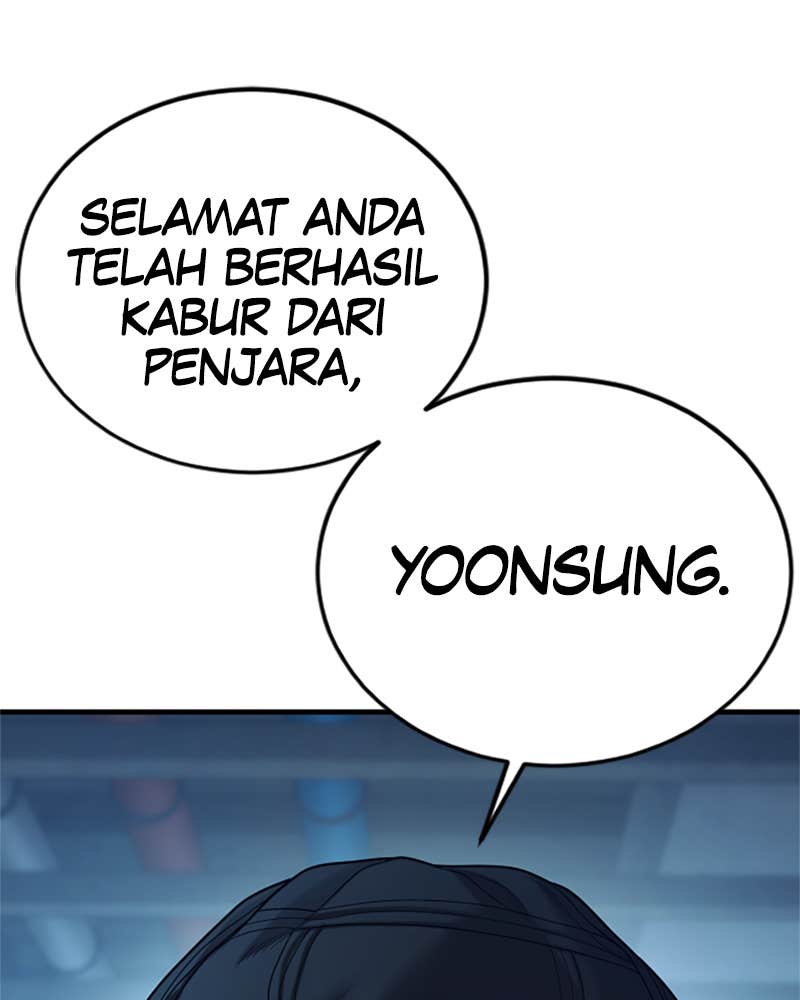 SELAMAT ANDA
TELAH BERHASIL
KABUR DARI
PENJARA,
YOONSUNG.